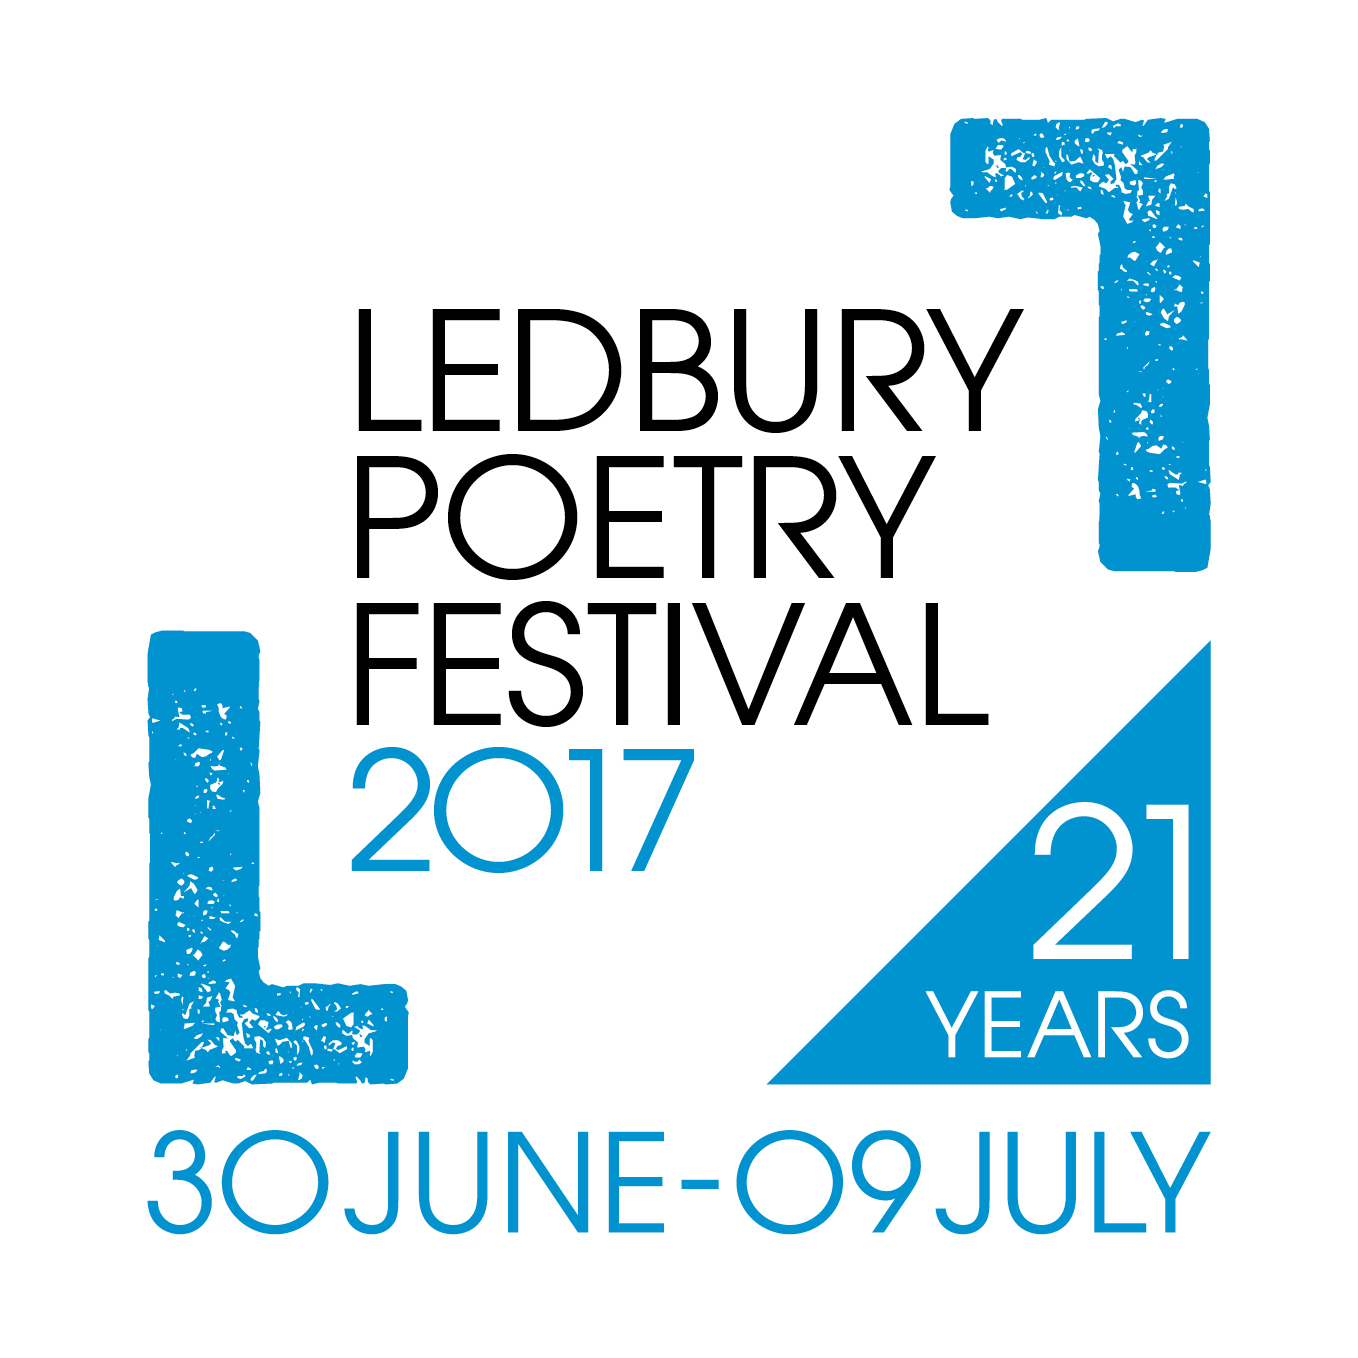 LEDBURY
POETRY
FESTIVAL
2017
21
YEARS
30 JUNE - 09 JULY